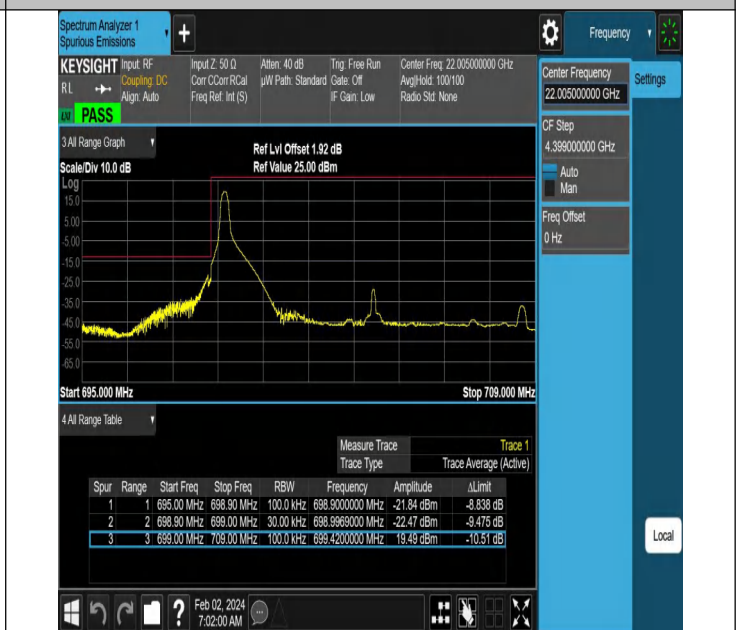 Spectrum Analyzer 1
Spurious Emissions
+
Frequency
KEYSIGHT
RL
Input: RF
Coupling: DC
Align: Auto
Input Z: 50 Ω
Corr CCorr RCal
Freq Ref: Int (S)
Atten: 40 dB
µW Path: Standard
Trig: Free Run
Gate: Off
IF Gain: Low
Center Freq: 22.005000000 GHz
Avg|Hold: 100/100
Radio Std: None
PASS
Center Frequency
22.005000000 GHz
Settings
CF Step
4.399000000 GHz
Auto
Man
Freq Offset
0 Hz
3 All Range Graph
Scale/Div 10.0 dB
Ref Lvl Offset 1.92 dB
Ref Value 25.00 dBm
Log
15.0
5.00
-5.00
-15.0
-25.0
-35.0
-45.0
-55.0
-65.0
Start 695.000 MHz
Stop 709.000 MHz
4 All Range Table
Measure Trace Trace 1
Trace Type Trace Average (Active)
Spur Range Start Freq Stop Freq RBW Frequency Amplitude ΔLimit
1 1 695.00 MHz 698.90 MHz 100.0 kHz 698.9000000 MHz -21.84 dBm -8.838 dB
2 2 698.90 MHz 699.00 MHz 30.00 kHz 698.9969000 MHz -22.47 dBm -9.475 dB
3 3 699.00 MHz 709.00 MHz 100.0 kHz 699.4200000 MHz 19.49 dBm -10.51 dB
Local
?
Feb 02, 2024
7:02:00 AM